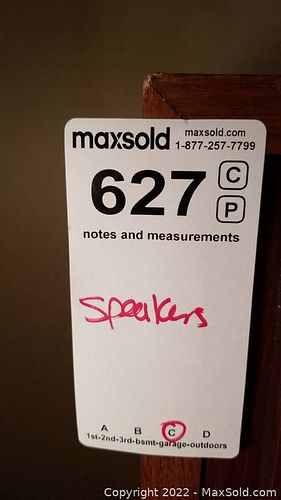 maxsold maxsold.com
1-877-257-7799
627 C
P
notes and measurements
Speakers
A B C D
1st-2nd-3rd-bsmt-garage-outdoors
Copyright © 2022 - MaxSold.com